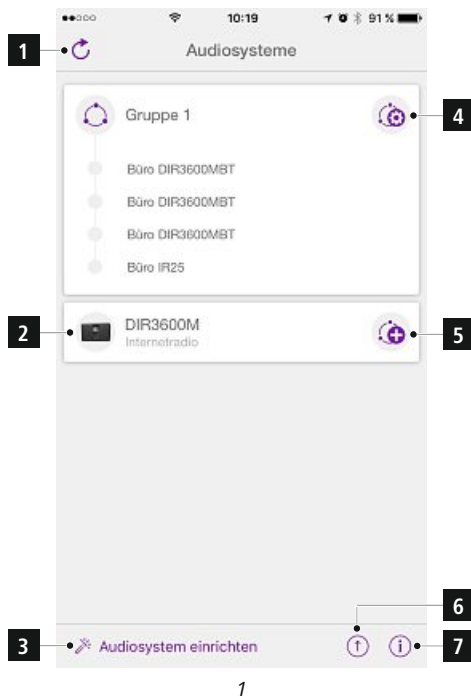 10:19 91 %
1 Audiosysteme
Gruppe 1 4
Büro DIR3600MBT
Büro DIR3600MBT
Büro DIR3600MBT
Büro IR25
2 DIR3600M 5
Internetradio
6
3 Audiosystem einrichten 7
1